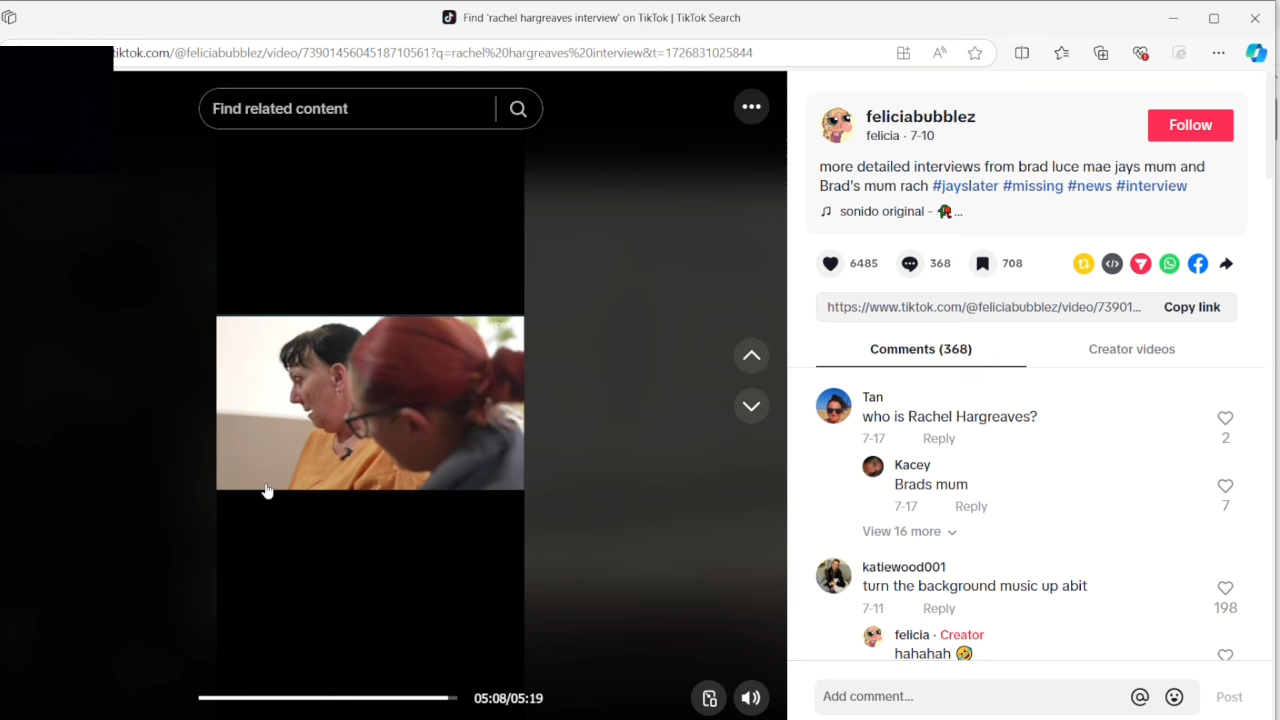 Find 'rachel hargreaves interview' on TikTok | TikTok Search
iktok.com/@feliciabubblez/video/7390145604518710561?q=rachel%20hargreaves%20interview&t=1726831025844
Find related content
feliciabubblez
felicia · 7-10
Follow
more detailed interviews from brad luce mae jays mum and
Brad's mum rach #jayslater #missing #news #interview
sonido original - 🥀...
6485
368
708
https://www.tiktok.com/@feliciabubblez/video/73901...
Copy link
Comments (368)
Creator videos
Tan
who is Rachel Hargreaves?
7-17 Reply
2
Kacey
Brads mum
7-17 Reply
7
View 16 more
katiewood001
turn the background music up abit
7-11 Reply
198
felicia · Creator
hahahah 🤣
05:08/05:19
Add comment...
Post